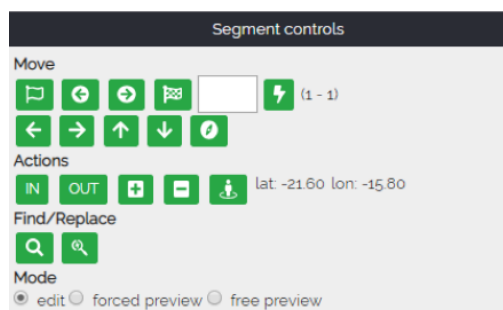 Segment controls
Move
(1 - 1)
Actions
IN OUT lat: -21.60 lon: -15.80
Find/Replace
Mode
edit forced preview free preview